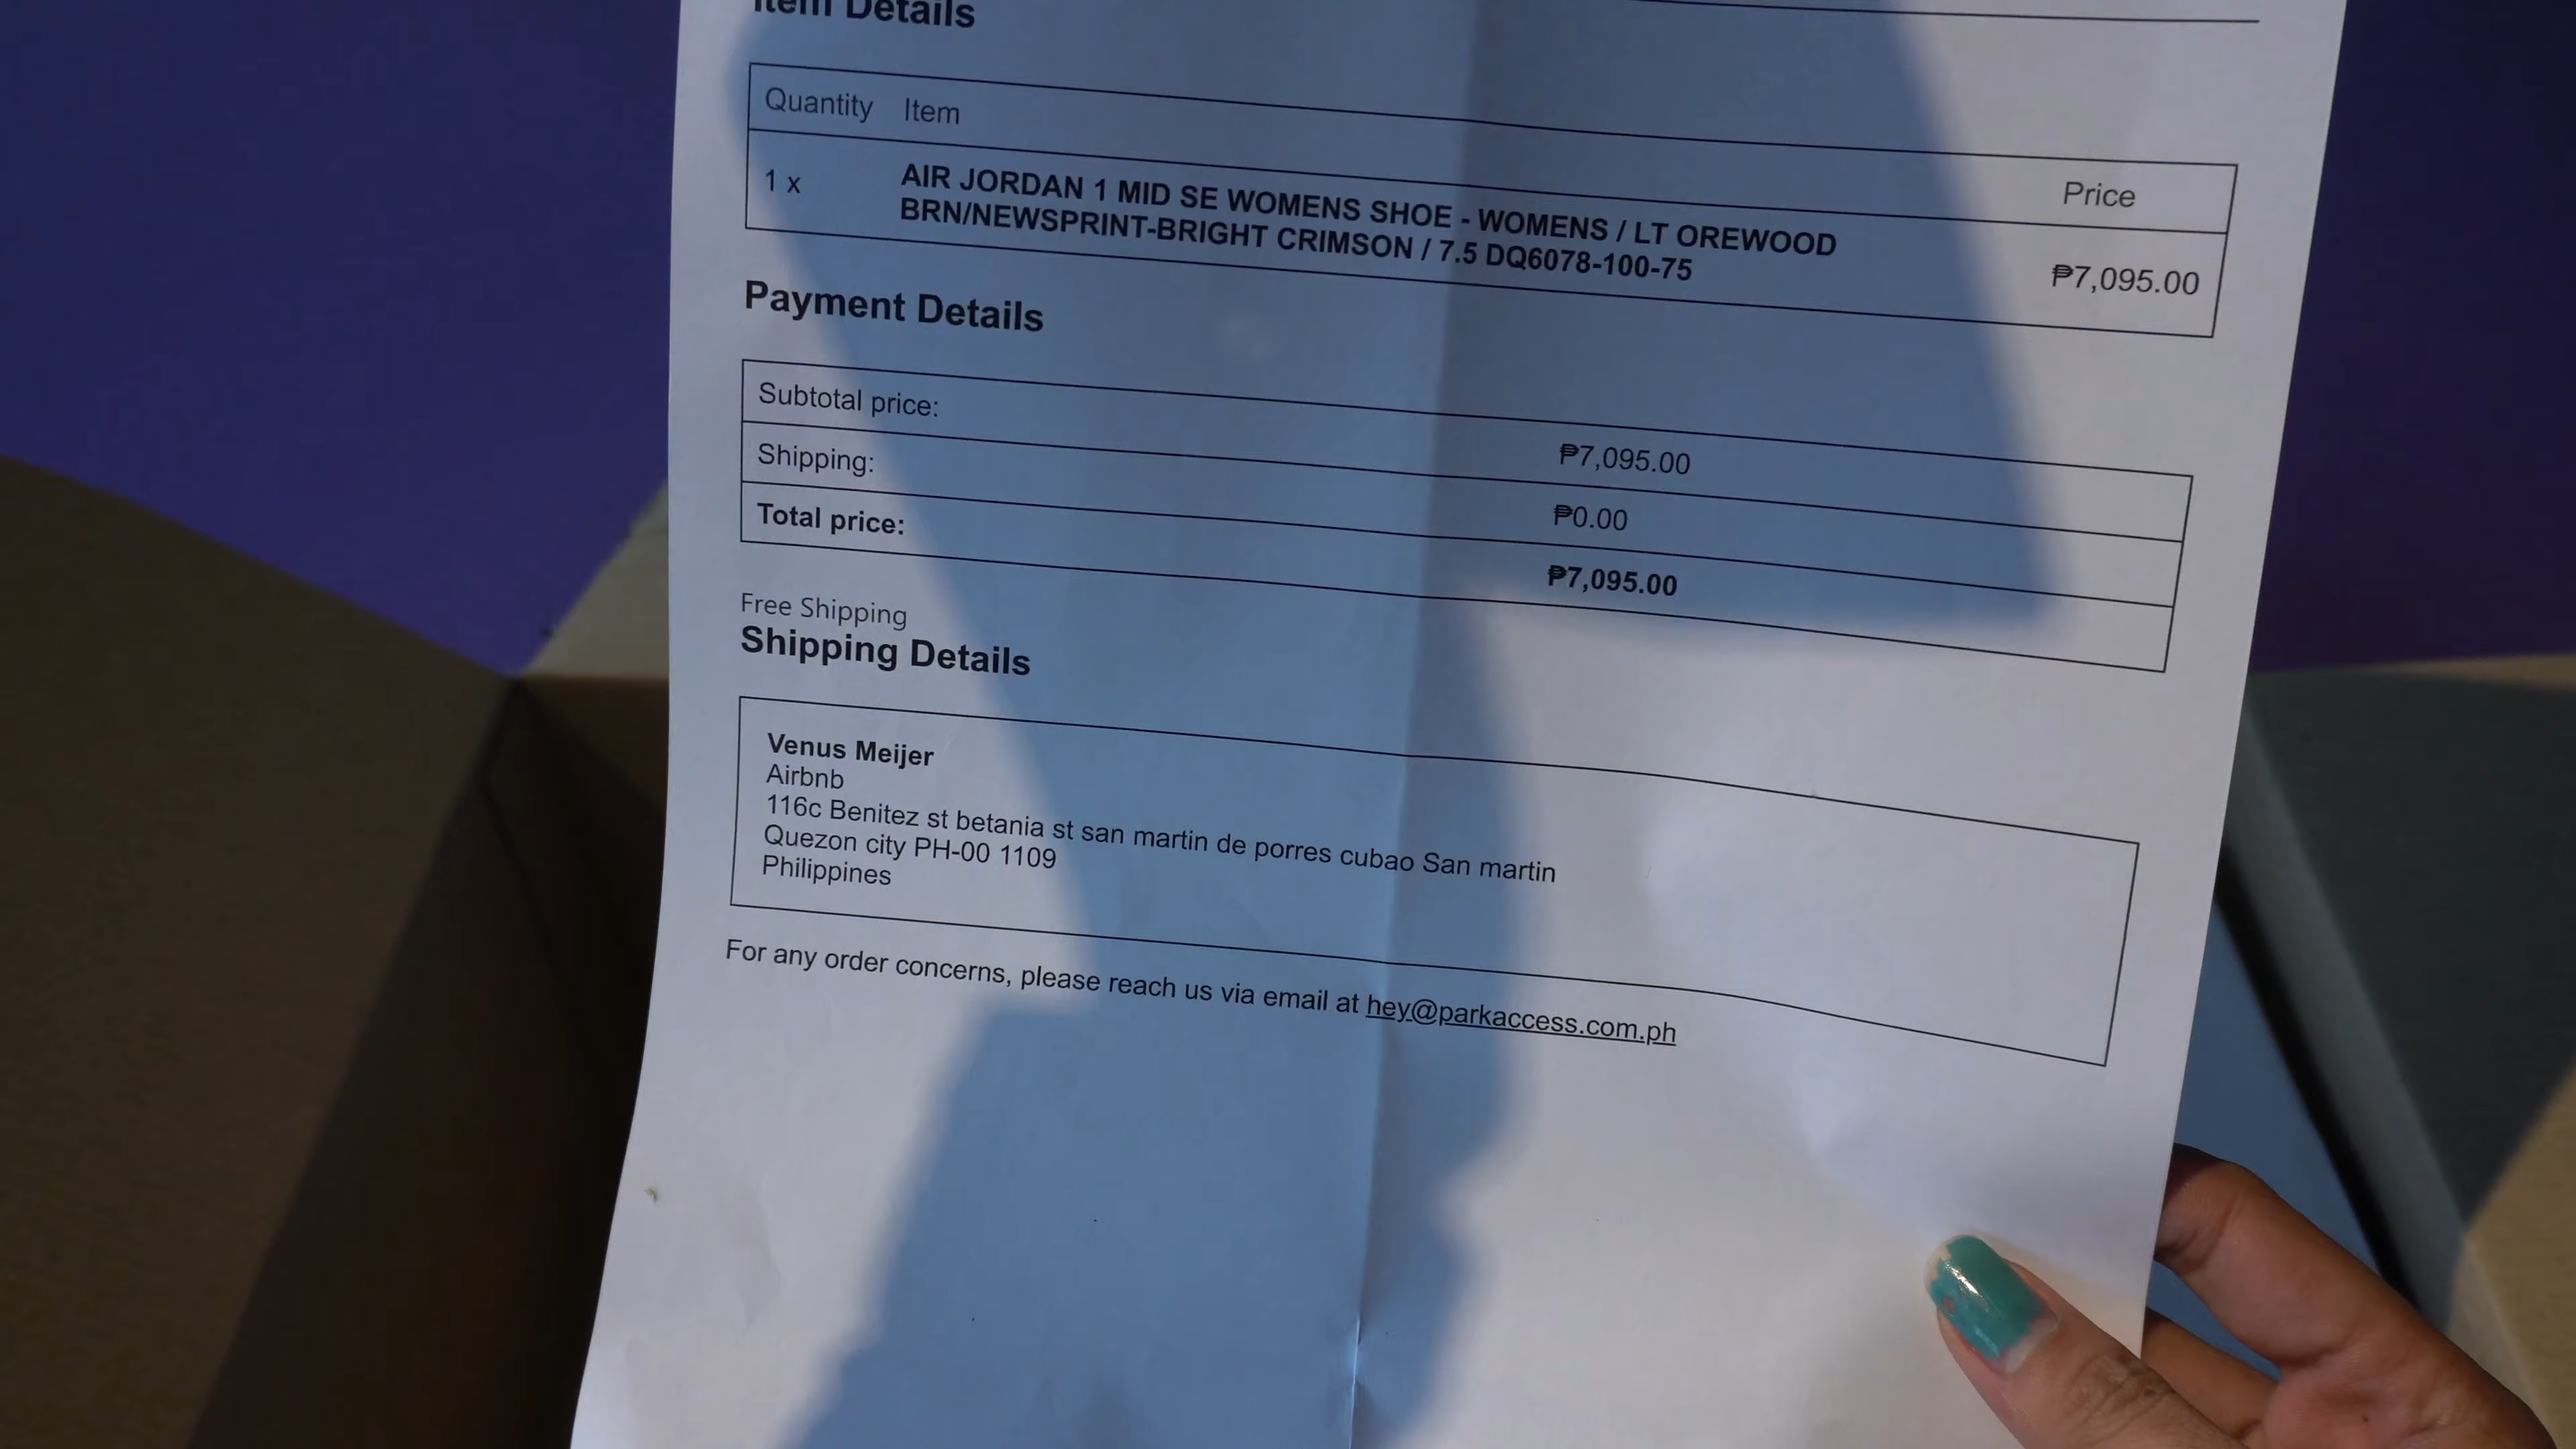 Item Details
Quantity Item Price
1 x AIR JORDAN 1 MID SE WOMENS SHOE - WOMENS / LT OREWOOD
BRN/NEWSPRINT-BRIGHT CRIMSON / 7.5 DQ6078-100-75 ₱7,095.00
Payment Details
Subtotal price: ₱7,095.00
Shipping: ₱0.00
Total price: ₱7,095.00
Free Shipping
Shipping Details
Venus Meijer
Airbnb
116c Benitez st betania st san martin de porres cubao San martin
Quezon city PH-00 1109
Philippines
For any order concerns, please reach us via email at hey@parkaccess.com.ph